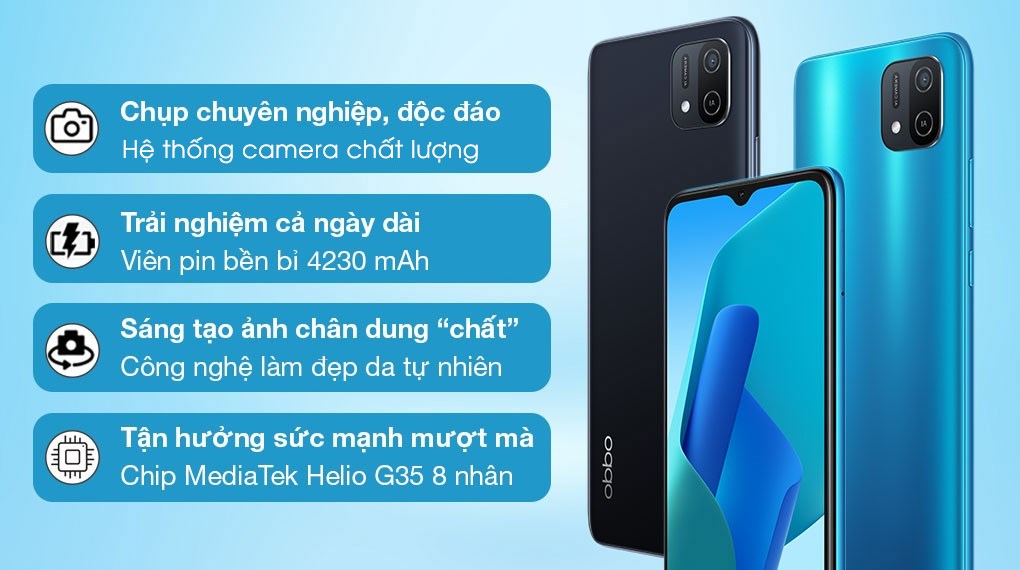 Chụp chuyên nghiệp, độc đáo
Hệ thống camera chất lượng
Trải nghiệm cả ngày dài
Viên pin bền bỉ 4230 mAh
Sáng tạo ảnh chân dung “chất”
Công nghệ làm đẹp da tự nhiên
Tận hưởng sức mạnh mượt mà
Chip MediaTek Helio G35 8 nhân
oppo